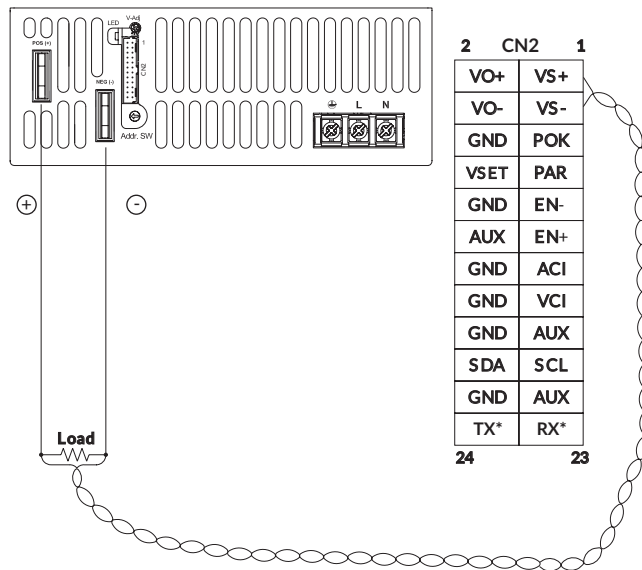 LED V-Adj
POS (+)
1
CN2
NEG (-)
Addr. SW
L N
+ -
Load
2 CN2 1
VO+ VS+
VO- VS-
GND POK
VSET PAR
GND EN-
AUX EN+
GND ACI
GND VCI
GND AUX
SDA SCL
GND AUX
TX* RX*
24 23